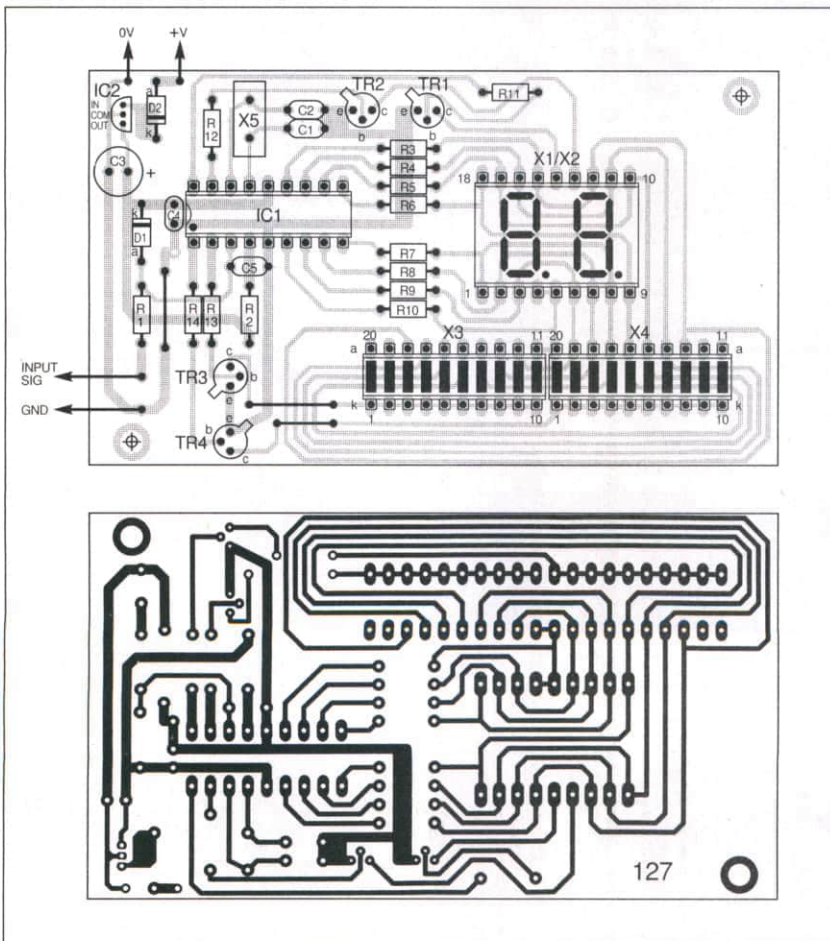 0V +V
IC2
IN
COM
OUT
a
D2
k
C3
+
R
12
X5
C2
C1
TR2
e c
b
TR1
e c
b
R11
R3
R4
R5
R6
X1/X2
18 10
IC1
C4
k
D1
a
C5
R7
R8
R9
R10
1 9
R
1
R
14
R
13
R
2
X3 X4
20 11 20 11
a a
k k
1 10 1 10
INPUT
SIG
GND
TR3
c
b
e
TR4
e
b
c
127